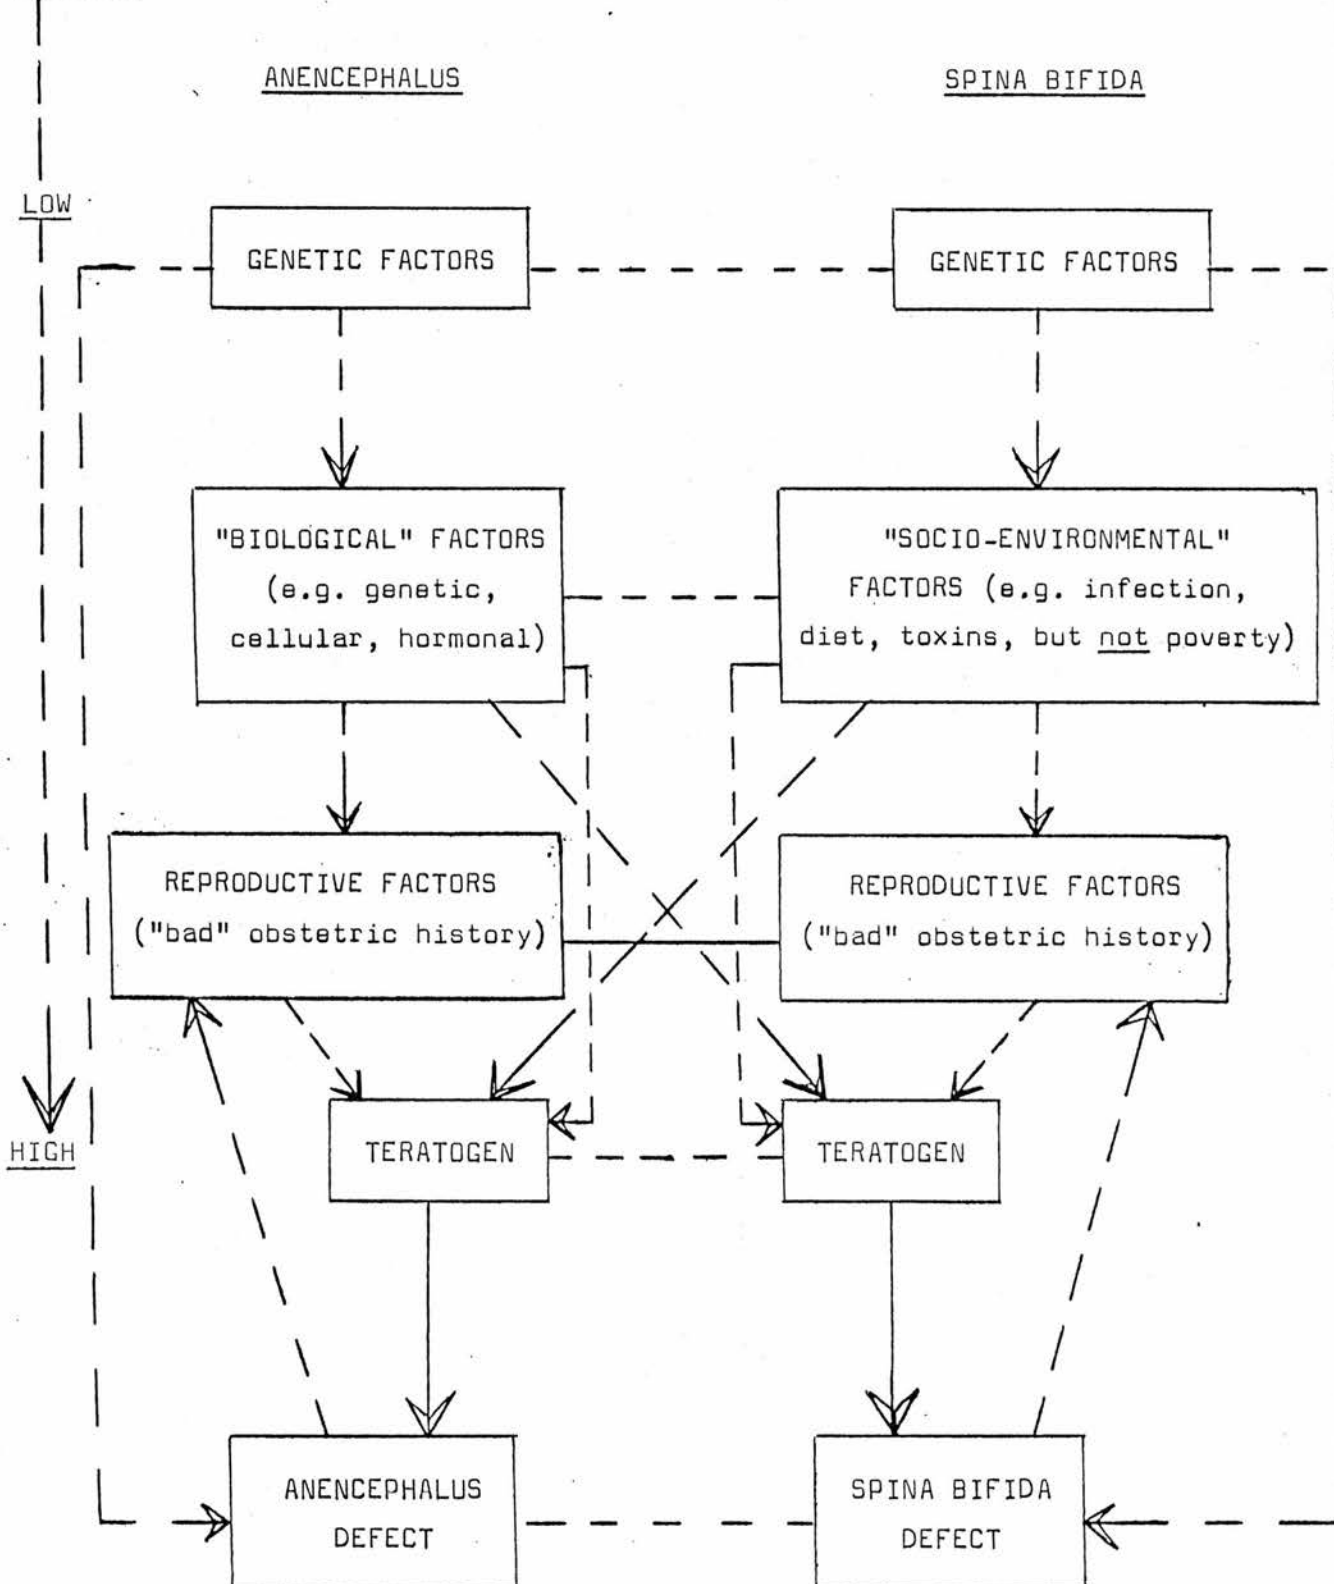 ANENCEPHALUS
SPINA BIFIDA
LOW
GENETIC FACTORS
GENETIC FACTORS
"BIOLOGICAL" FACTORS
(e.g. genetic,
cellular, hormonal)
"SOCIO-ENVIRONMENTAL"
FACTORS (e.g. infection,
diet, toxins, but not poverty)
REPRODUCTIVE FACTORS
("bad" obstetric history)
REPRODUCTIVE FACTORS
("bad" obstetric history)
HIGH
TERATOGEN
TERATOGEN
ANENCEPHALUS
DEFECT
SPINA BIFIDA
DEFECT